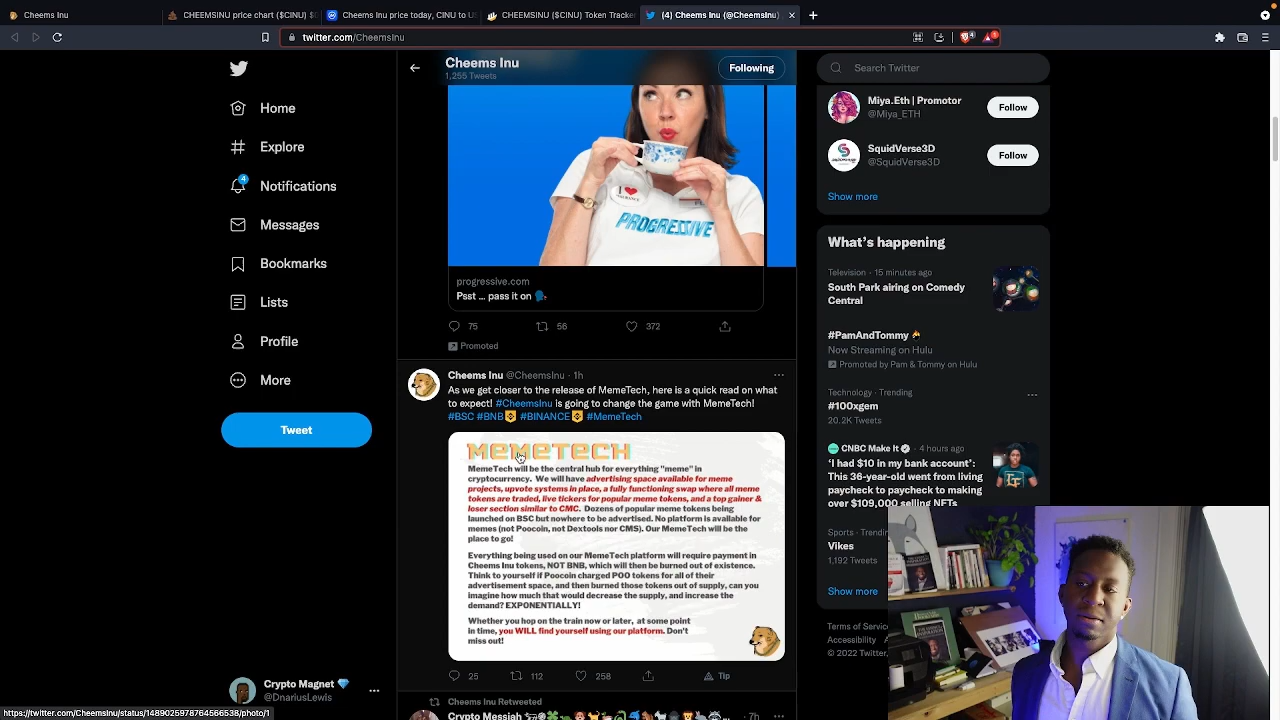 Cheems Inu
CHEEMSINU price chart ($CINU)
Cheems Inu price today, CINU to U
CHEEMSINU ($CINU) Token Tracke
(4) Cheems Inu (@CheemsInu)
twitter.com/CheemsInu
Home
Explore
4
Notifications
Messages
Bookmarks
Lists
Profile
More
Tweet
Crypto Magnet 💎
@DnariusLewis
https://twitter.com/CheemsInu/status/1489025978764566538/photo/1
Cheems Inu
1,255 Tweets
Following
I ❤
PROGRESSIVE
progressive.com
Psst ... pass it on 🗣
75 56 372
Promoted
Cheems Inu @CheemsInu · 1h
As we get closer to the release of MemeTech, here is a quick read on what
to expect! #CheemsInu is going to change the game with MemeTech!
#BSC #BNB #BINANCE #MemeTech
MEMETECH
MemeTech will be the central hub for everything "meme" in
cryptocurrency. We will have advertising space available for meme
projects, upvote systems in place, a fully functioning swap where all meme
tokens are traded, live tickers for popular meme tokens, and a top gainer &
loser section similar to CMC. Dozens of popular meme tokens being
launched on BSC but nowhere to be advertised. No platform is available for
memes (not Poocoin, not Dextools nor CMS). Our MemeTech will be the
place to go!
Everything being used on our MemeTech platform will require payment in
Cheems Inu tokens, NOT BNB, which will then be burned out of existence.
Think to yourself if Poocoin charged POO tokens for all of their
advertisement space, and then burned those tokens out of supply, can you
imagine how much that would decrease the supply, and increase the
demand? EXPONENTIALLY!
Whether you hop on the train now or later, at some point
in time, you WILL find yourself using our platform. Don't
miss out!
25 112 258 Tip
Cheems Inu Retweeted
Crypto Messiah
7h
Search Twitter
Miya.Eth | Promotor
@Miya_ETH
Follow
SquidVerse3D
@SquidVerse3D
Follow
Show more
What's happening
Television · 15 minutes ago
South Park airing on Comedy
Central
#PamAndTommy
Now Streaming on Hulu
Promoted by Pam & Tommy on Hulu
Technology · Trending
#100xgem
20.2K Tweets
CNBC Make It · 4 hours ago
'I had $10 in my bank account':
This 36-year-old went from living
paycheck to paycheck to making
over $100,000 selling NFTs
Sports · Trending
Vikes
1,192 Tweets
Show more
Terms of Servic
Accessibility
© 2022 Twitter,